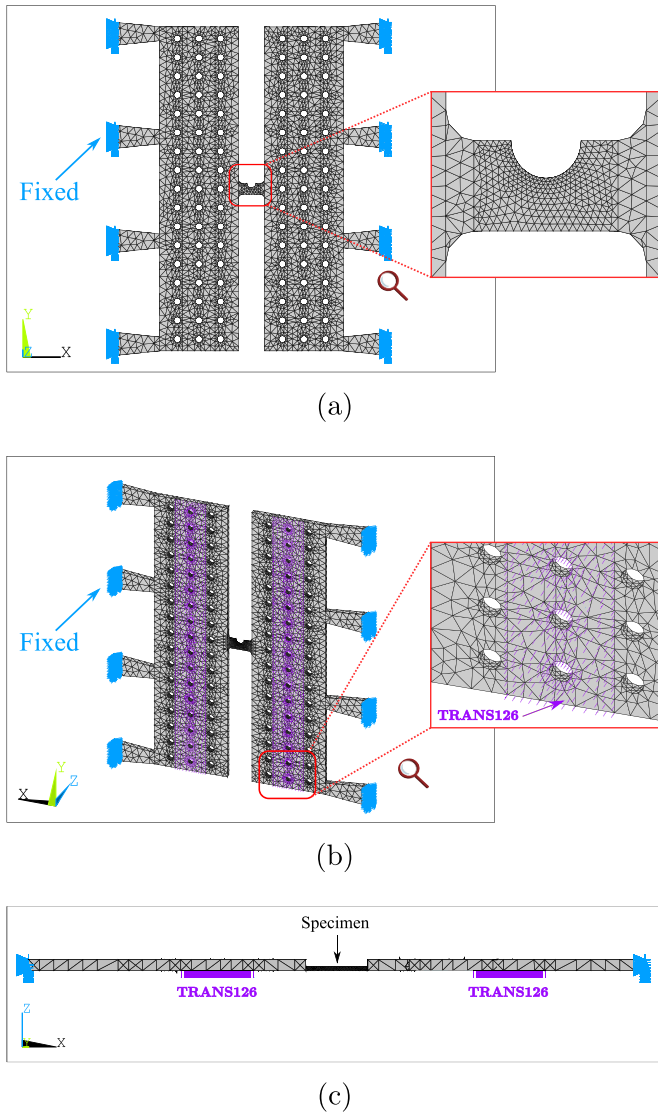 Fixed
Y
Z
X
(a)
Fixed
TRANS126
X
Y
Z
(b)
Specimen
TRANS126
TRANS126
Z
X
(c)